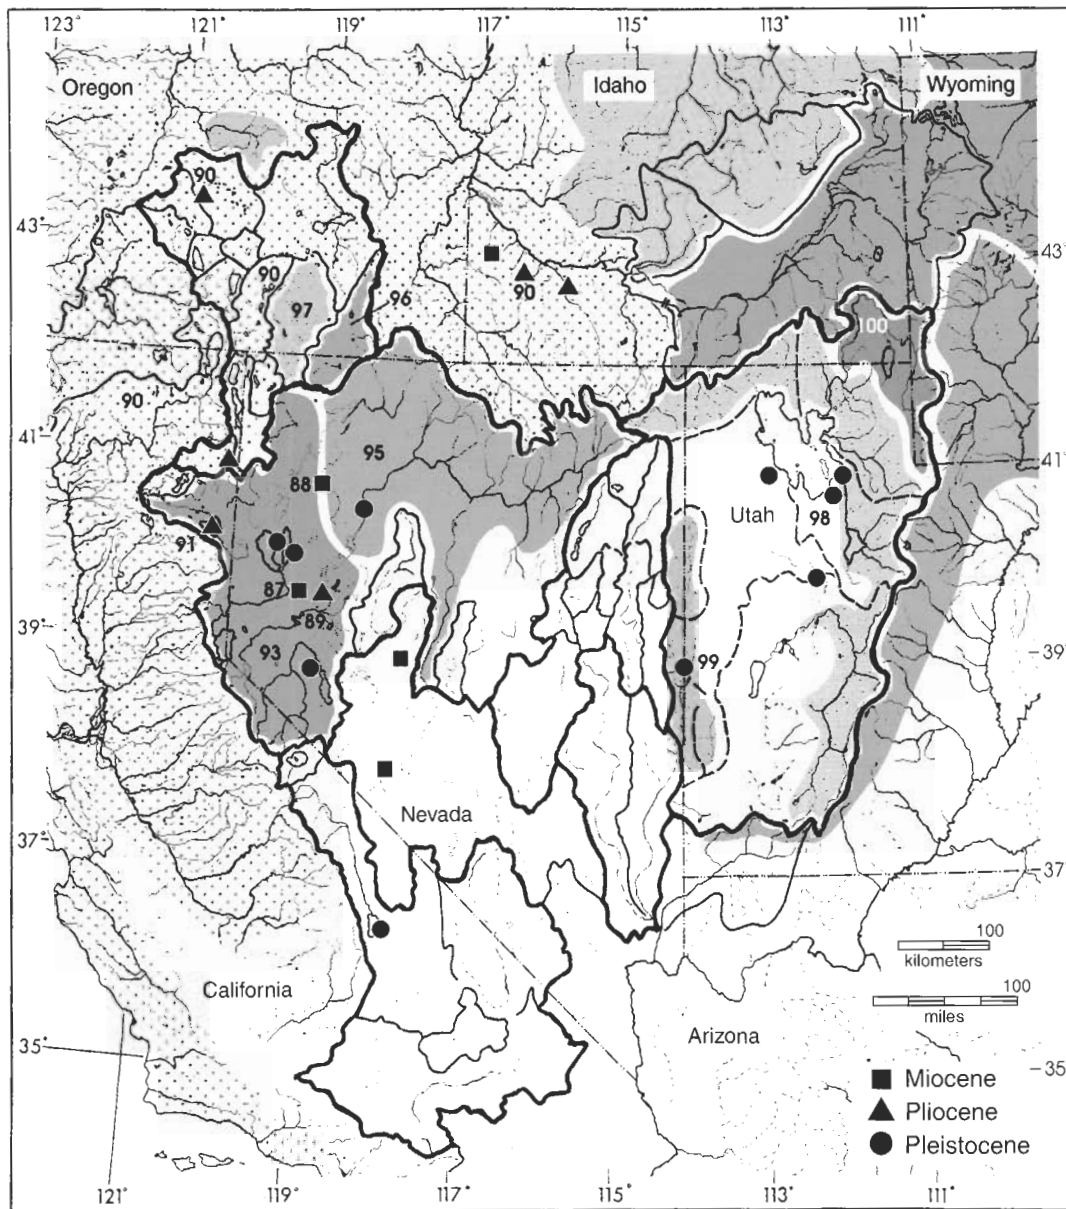 123° 121° 119° 117° 115° 113° 111°
Oregon Idaho Wyoming
90
43° 43°
90 90
97 96
100
90
41° 41°
95
88
Utah
98
91
87
89
39° 93 99 39°
Nevada
37° 37°
100
kilometers
California
100
miles
Arizona
35° 35°
Miocene
Pliocene
Pleistocene
121° 119° 117° 115° 113° 111°